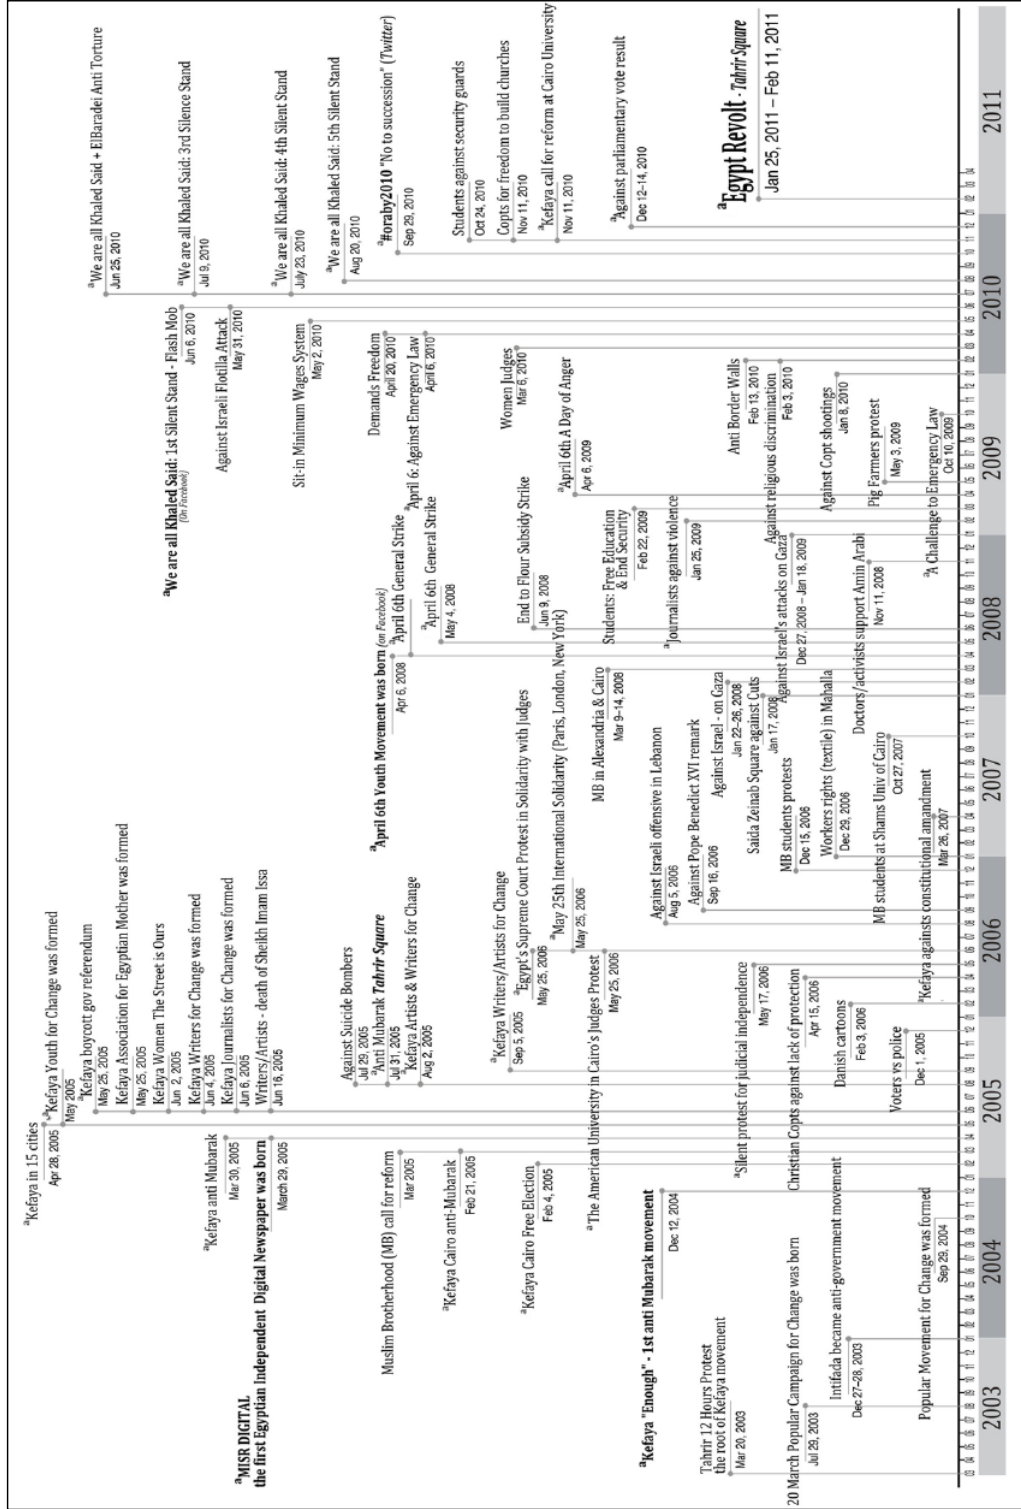 ᵃKefaya in 15 cities
Apr 28, 2005
ᵃKefaya Youth for Change was formed
May 2005
ᵃKefaya boycott gov referendum
May 25, 2005
Kefaya Association for Egyptian Mother was formed
May 25, 2005
Kefaya Women The Street is Ours
Jun 2, 2005
Kefaya Writers for Change was formed
Jun 4, 2005
Kefaya Journalists for Change was formed
Jun 6, 2005
Writers/Artists - death of Sheikh Imam Issa
Jun 16, 2005
ᵃKefaya anti Mubarak
Mar 30, 2005
ᵃMISR DIGITAL
the first Egyptian Independent Digital Newspaper was born
March 29, 2005
Against Suicide Bombers
Jul 29, 2005
ᵃAnti Mubarak Tahrir Square
Jul 31, 2005
ᵃKefaya Artists & Writers for Change
Aug 2, 2005
Muslim Brotherhood (MB) call for reform
Mar 2005
ᵃKefaya Cairo anti-Mubarak
Feb 21, 2005
ᵃKefaya Cairo Free Election
Feb 4, 2005
ᵃKefaya Writers/Artists for Change
Sep 5, 2005
ᵃEgypt's Supreme Court Protest in Solidarity with Judges
May 25, 2006
ᵃMay 25th International Solidarity (Paris, London, New York)
May 25, 2006
ᵃThe American University in Cairo's Judges Protest
May 25, 2006
ᵃKefaya "Enough" - 1st anti Mubarak movement
Dec 12, 2004
Tahrir 12 Hours Protest
the root of Kefaya movement
Mar 20, 2003
20 March Popular Campaign for Change was born
Jul 29, 2003
Intifada became anti-government movement
Dec 27–28, 2003
Popular Movement for Change was formed
Sep 29, 2004
ᵃSilent protest for judicial independence
May 17, 2006
Christian Copts against lack of protection
Apr 15, 2006
Danish cartoons
Feb 3, 2006
Voters vs police
Dec 1, 2005
Against Israeli offensive in Lebanon
Aug 5, 2006
Against Pope Benedict XVI remark
Sep 16, 2006
MB students protests
Dec 15, 2006
Workers rights (textile) in Mahalla
Dec 29, 2006
MB students at Shams Univ of Cairo
Oct 27, 2007
ᵃKefaya againsts constitutional amandment
Mar 26, 2007
ᵃApril 6th Youth Movement was born (on Facebook)
Apr 6, 2008
ᵃApril 6th General Strike
ᵃApril 6th General Strike
May 4, 2008
End to Flour Subsidy Strike
Jun 9, 2008
MB in Alexandria & Cairo
Mar 9–14, 2008
Against Israel - on Gaza
Jan 22–26, 2008
Saida Zeinab Square against Cuts
Jan 17, 2008
Against Israel's attacks on Gaza
Dec 27, 2008 – Jan 18, 2009
Doctors/activists support Amin Arabi
Nov 11, 2008
Students: Free Education
& End Security
Feb 22, 2009
ᵃJournalists against violence
Jan 25, 2009
ᵃApril 6th A Day of Anger
Apr 6, 2009
Pig Farmers protest
May 3, 2009
ᵃA Challenge to Emergency Law
Oct 10, 2009
Against Copt shootings
Jan 8, 2010
Against religious discrimination
Feb 3, 2010
Anti Border Walls
Feb 13, 2010
Women Judges
Mar 6, 2010
ᵃApril 6: Against Emergency Law
April 6, 2010
Demands Freedom
April 20, 2010
Sit-in Minimum Wages System
May 2, 2010
Against Israeli Flotilla Attack
May 31, 2010
ᵃWe are all Khaled Said: 1st Silent Stand - Flash Mob
(On Facebook)
Jun 6, 2010
ᵃWe are all Khaled Said + ElBaradei Anti Torture
Jun 25, 2010
ᵃWe are all Khaled Said: 3rd Silence Stand
Jul 9, 2010
ᵃWe are all Khaled Said: 4th Silent Stand
July 23, 2010
ᵃWe are all Khaled Said: 5th Silent Stand
Aug 20, 2010
ᵃ#oraby2010 "No to succession" (Twitter)
Sep 29, 2010
Students against security guards
Oct 24, 2010
Copts for freedom to build churches
Nov 11, 2010
ᵃKefaya call for reform at Cairo University
Nov 11, 2010
ᵃAgainst parliamentary vote result
Dec 12–14, 2010
ᵃEgypt Revolt - Tahrir Square
Jan 25, 2011 – Feb 11, 2011
2003 2004 2005 2006 2007 2008 2009 2010 2011